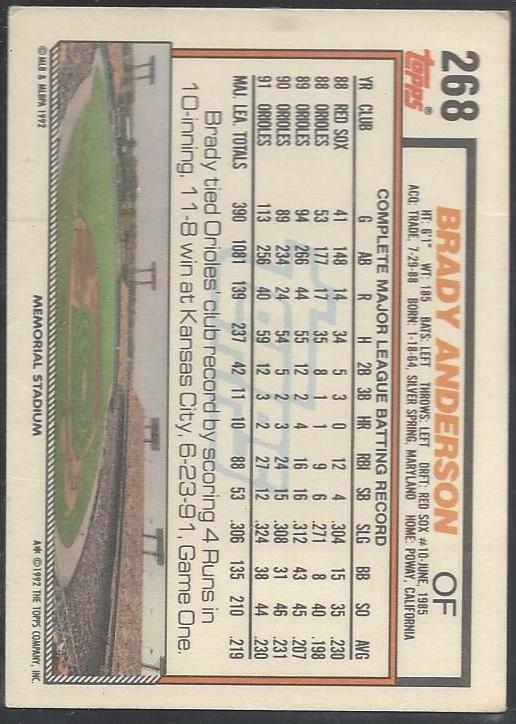 268
Topps®
BRADY ANDERSON OF
HT: 6'1" WT: 185 BATS: LEFT THROWS: LEFT DRFT: RED SOX #10-JUNE, 1985
ACQ: TRADE, 7-29-88 BORN: 1-18-64, SILVER SPRING, MARYLAND HOME: POWAY, CALIFORNIA
COMPLETE MAJOR LEAGUE BATTING RECORD
YR CLUB G AB R H 2B 3B HR RBI SB SLG BB SO AVG
88 RED SOX 41 148 14 34 5 3 0 12 4 .304 15 35 .230
88 ORIOLES 53 177 17 35 8 1 1 9 6 .271 8 40 .198
89 ORIOLES 94 266 44 55 12 2 4 16 16 .312 43 45 .207
90 ORIOLES 89 234 24 54 5 2 3 24 15 .308 31 46 .231
91 ORIOLES 113 256 40 59 12 3 2 27 12 .324 38 44 .230
MAJ. LEA. TOTALS 390 1081 139 237 42 11 10 88 53 .306 135 210 .219
Brady tied Orioles' club record by scoring 4 Runs in
10-inning, 11-8 win at Kansas City, 6-23-91, Game One.
MEMORIAL STADIUM
© MLB & MLBPA 1992
A* © 1992 THE TOPPS COMPANY, INC.